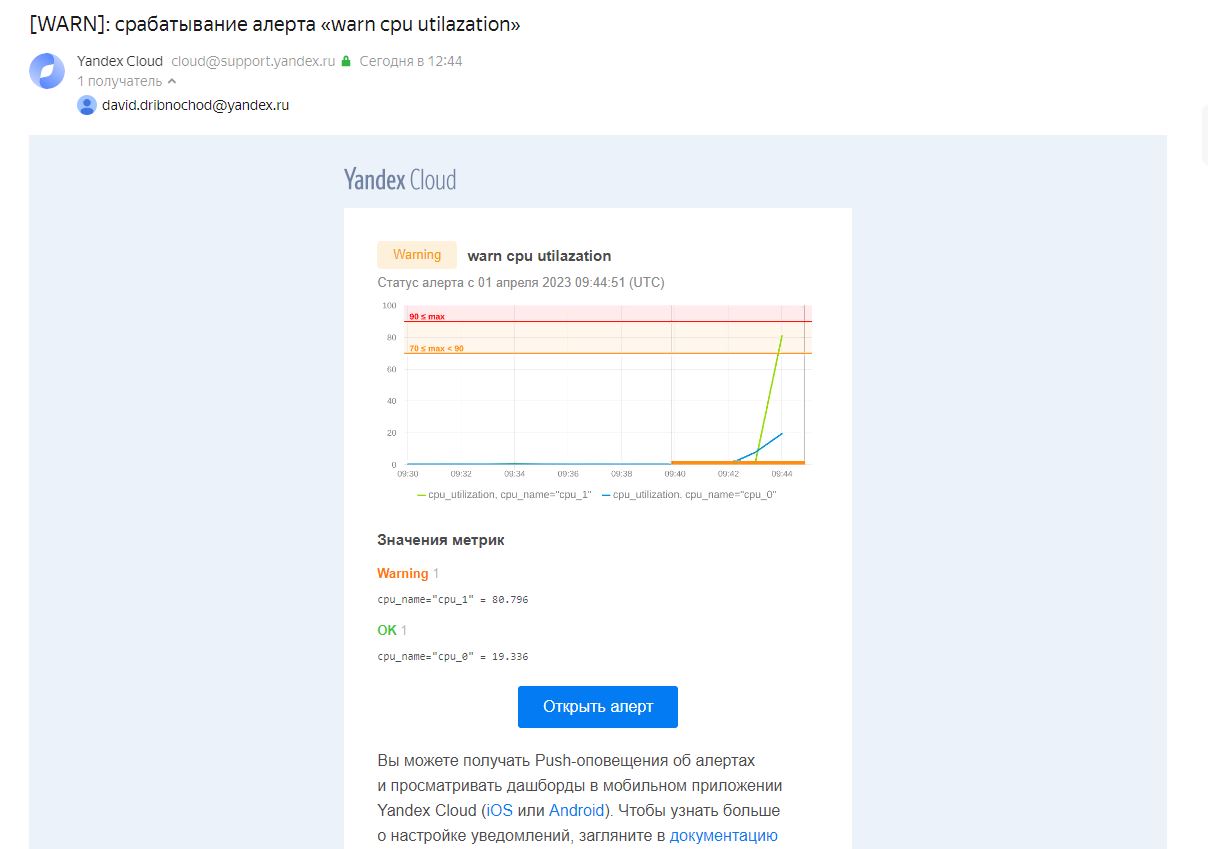 [WARN]: срабатывание алерта «warn cpu utilazation»
Yandex Cloud cloud@support.yandex.ru Сегодня в 12:44
1 получатель
david.dribnochod@yandex.ru
Yandex Cloud
Warning warn cpu utilazation
Статус алерта с 01 апреля 2023 09:44:51 (UTC)
100
90 ≤ max
80
70 ≤ max < 90
60
40
20
0
09:30 09:32 09:34 09:36 09:38 09:40 09:42 09:44
cpu_utilization, cpu_name="cpu_1" cpu_utilization. cpu_name="cpu_0"
Значения метрик
Warning 1
cpu_name="cpu_1" = 80.796
OK 1
cpu_name="cpu_0" = 19.336
Открыть алерт
Вы можете получать Push-оповещения об алертах
и просматривать дашборды в мобильном приложении
Yandex Cloud (iOS или Android). Чтобы узнать больше
о настройке уведомлений, загляните в документацию